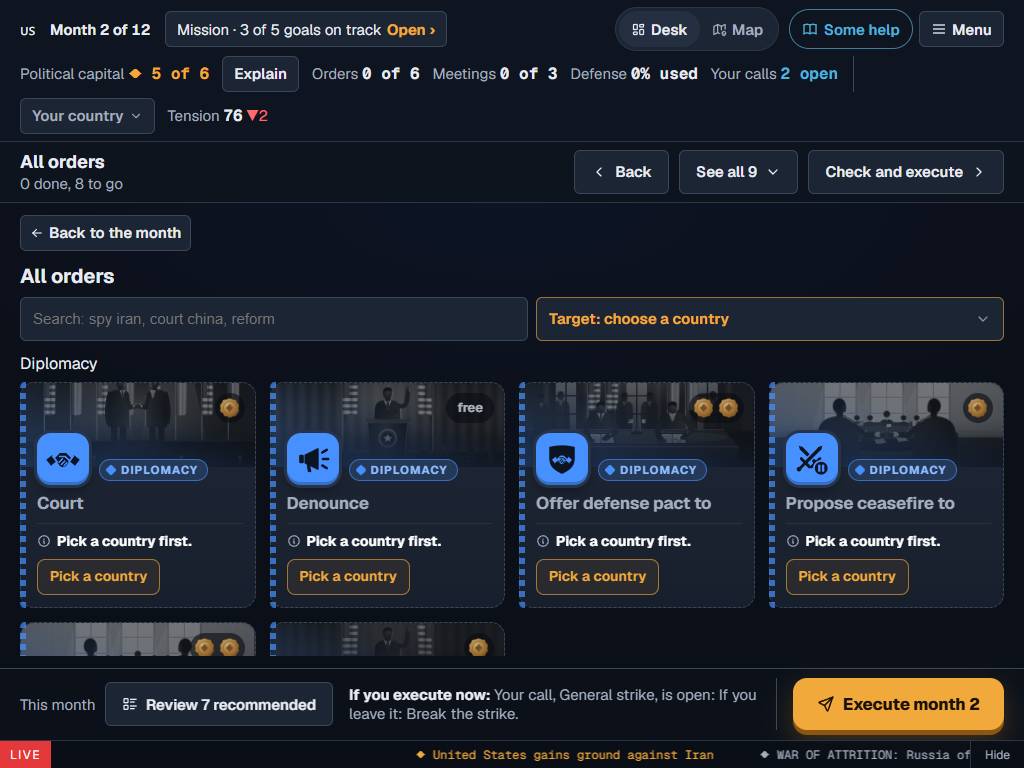 US Month 2 of 12 Mission · 3 of 5 goals on track Open › Desk Map Some help Menu
Political capital 5 of 6 Explain Orders 0 of 6 Meetings 0 of 3 Defense 0% used Your calls 2 open
Your country Tension 76 ▼2
All orders
0 done, 8 to go
Back See all 9 Check and execute
← Back to the month
All orders
Search: spy iran, court china, reform Target: choose a country
Diplomacy
free
DIPLOMACY DIPLOMACY DIPLOMACY DIPLOMACY
Court Denounce Offer defense pact to Propose ceasefire to
Pick a country first. Pick a country first. Pick a country first. Pick a country first.
Pick a country Pick a country Pick a country Pick a country
This month Review 7 recommended If you execute now: Your call, General strike, is open: If you
leave it: Break the strike.
Execute month 2
LIVE ◆ United States gains ground against Iran ◆ WAR OF ATTRITION: Russia of Hide